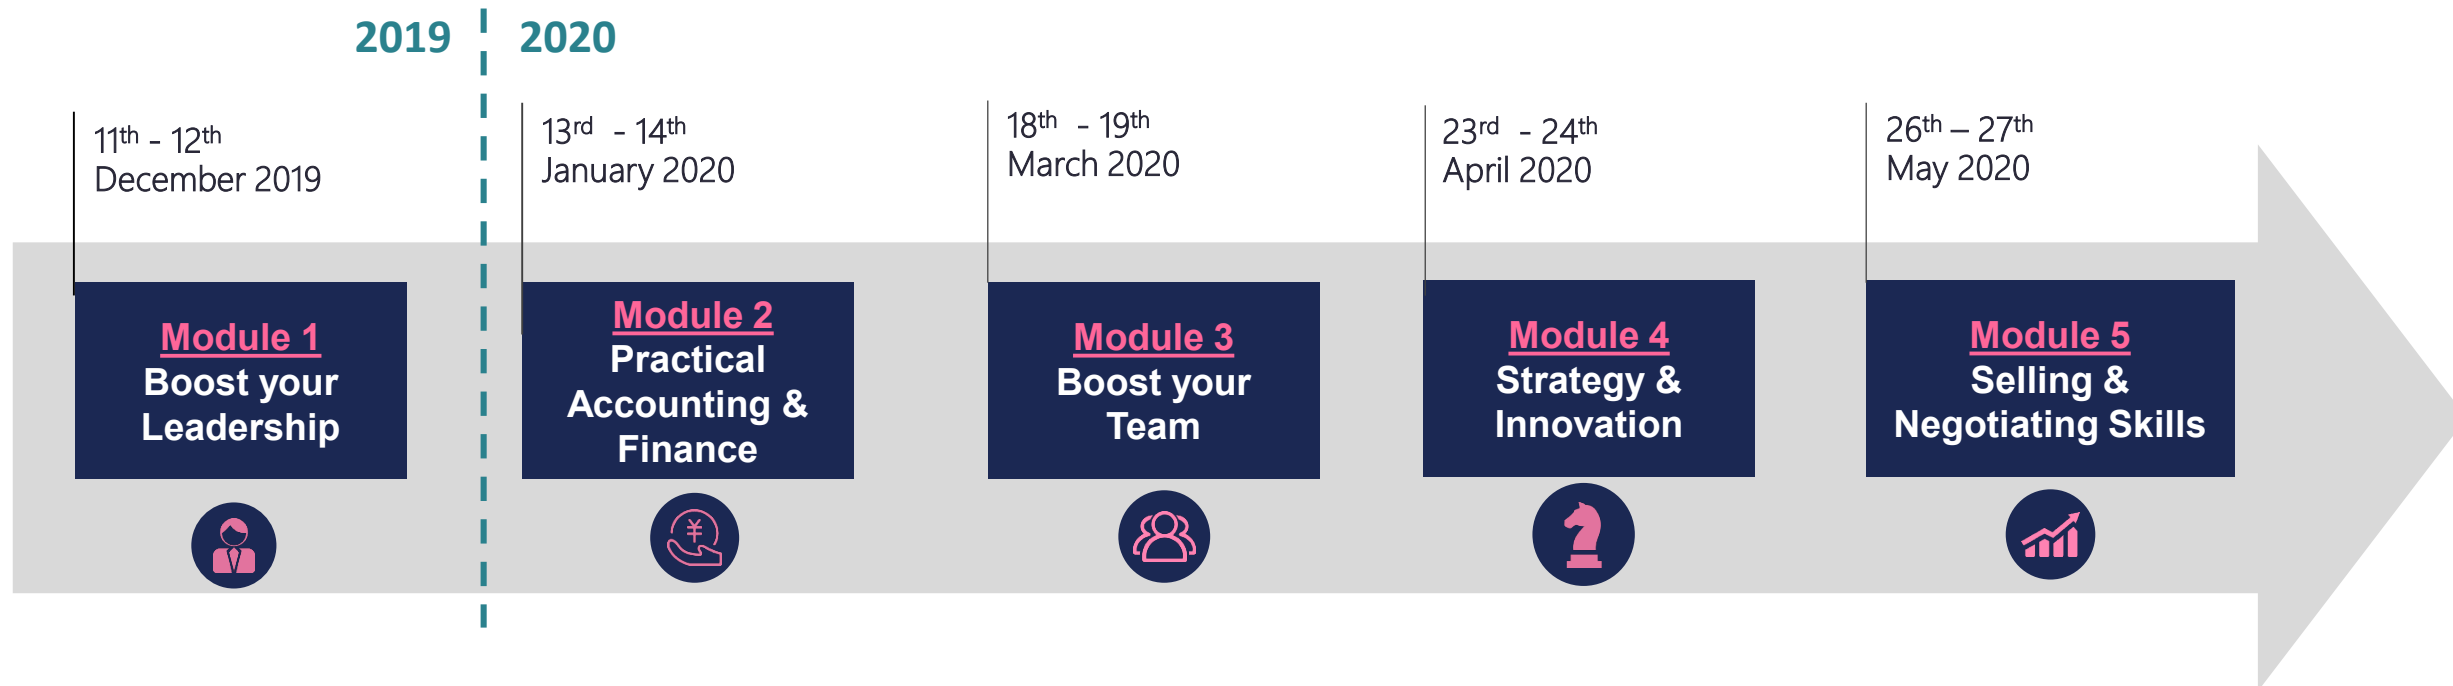 2019
2020
11th - 12th
December 2019
13rd - 14th
January 2020
18th - 19th
March 2020
23rd - 24th
April 2020
26th – 27th
May 2020
Module 1
Boost your
Leadership
Module 2
Practical
Accounting &
Finance
Module 3
Boost your
Team
Module 4
Strategy &
Innovation
Module 5
Selling &
Negotiating Skills
¥